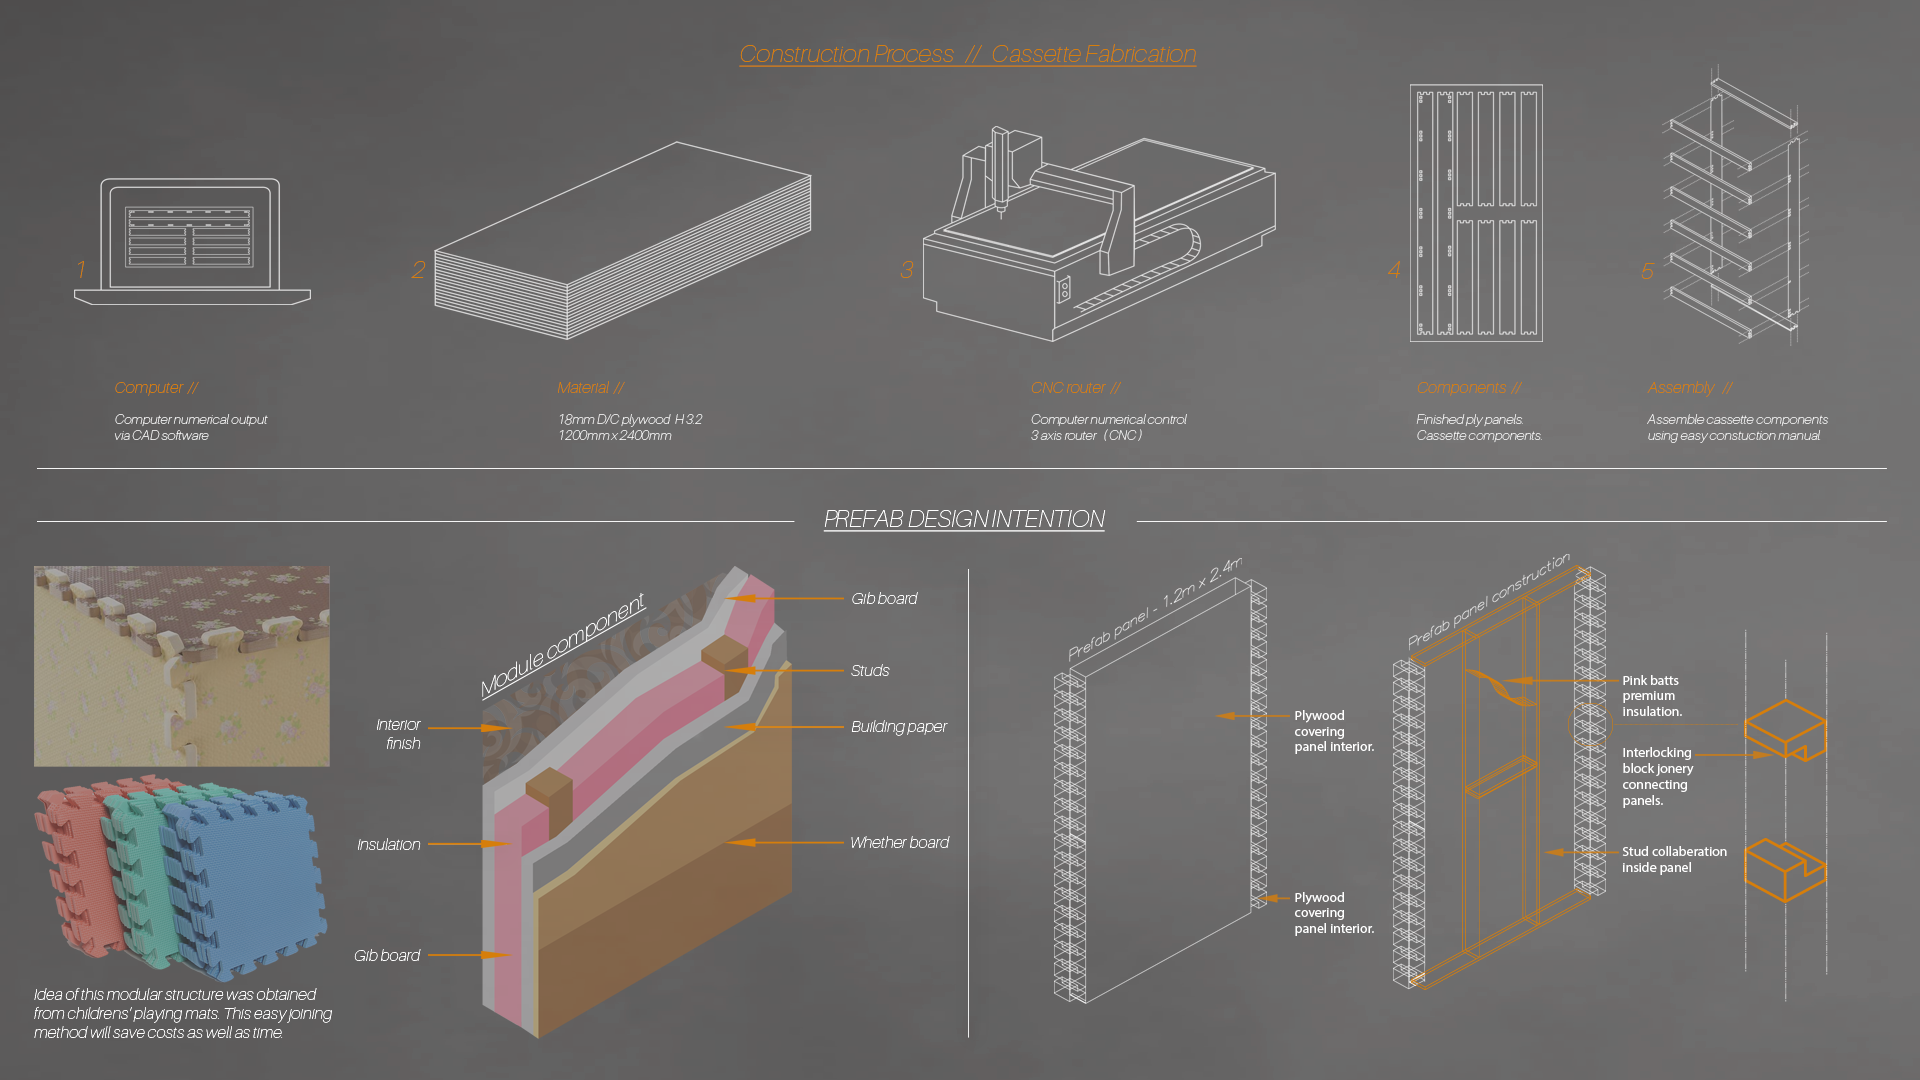 Construction Process // Cassette Fabrication
1
2
3
4
5
Computer //
Computer numerical output
via CAD software
Material //
18mm D/C plywood H 3.2
1200mm x 2400mm
CNC router //
Computer numerical control
3 axis router ( CNC )
Components //
Finished ply panels.
Cassette components.
Assembly //
Assemble cassette components
using easy constuction manual
PREFAB DESIGN INTENTION
Idea of this modular structure was obtained
from childrens' playing mats. This easy joining
method will save costs as well as time.
Module component
Interior
finish
Insulation
Gib board
Gib board
Studs
Building paper
Whether board
Prefab panel - 1.2m x 2.4m
Plywood
covering
panel interior.
Plywood
covering
panel interior.
Prefab panel construction
Pink batts
premium
insulation.
Interlocking
block jonery
connecting
panels.
Stud collaberation
inside panel